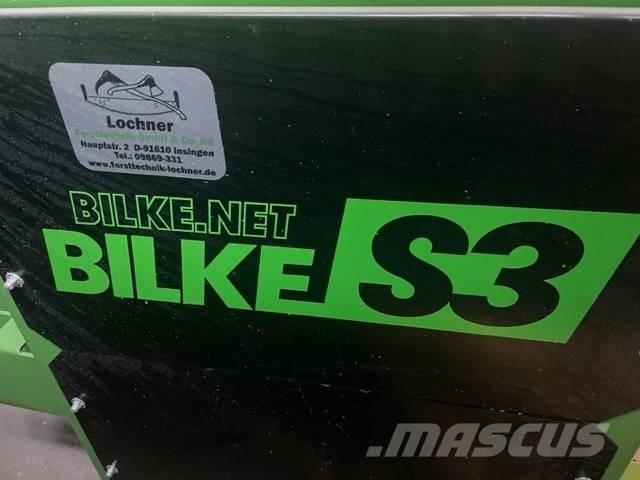 Lochner
Forsttechnik GmbH & Co. KG
Hauptstr. 2 D-91610 Insingen
Tel.: 09869-331
www.forsttechnik-lochner.de
BILKE.NET
BILKE S3
.MASCUS